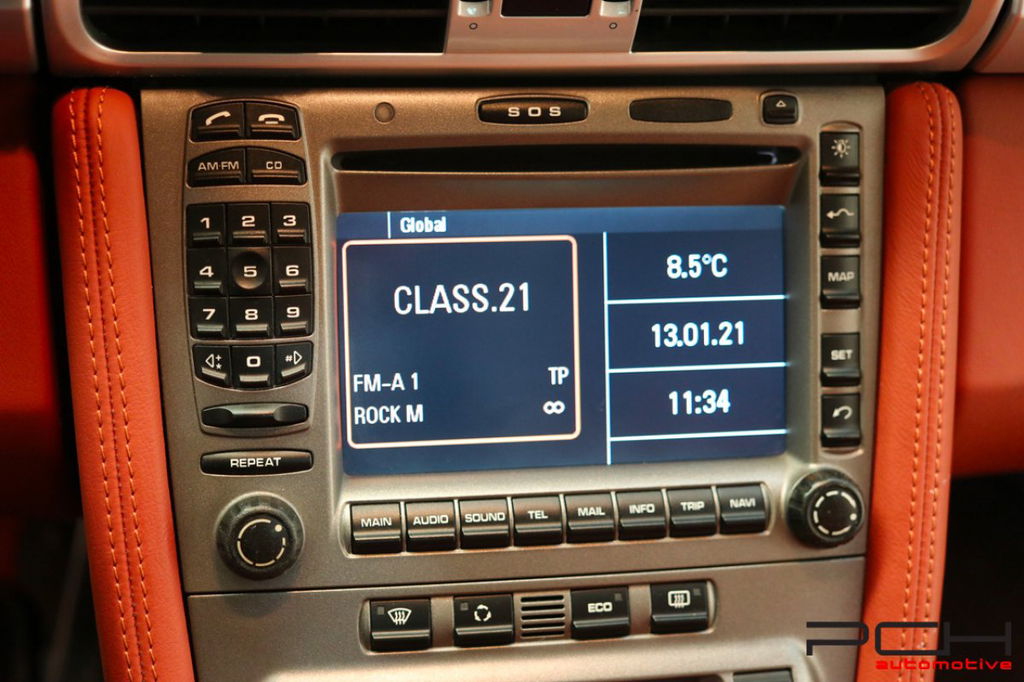 SOS
AM·FM CD
1 2 3
4 5 6
7 8 9
* 0 #
REPEAT
Global
CLASS.21
FM-A 1 TP
ROCK M ∞
8.5°C
13.01.21
11:34
MAP
SET
MAIN AUDIO SOUND TEL MAIL INFO TRIP NAVI
ECO
PCH
automotive